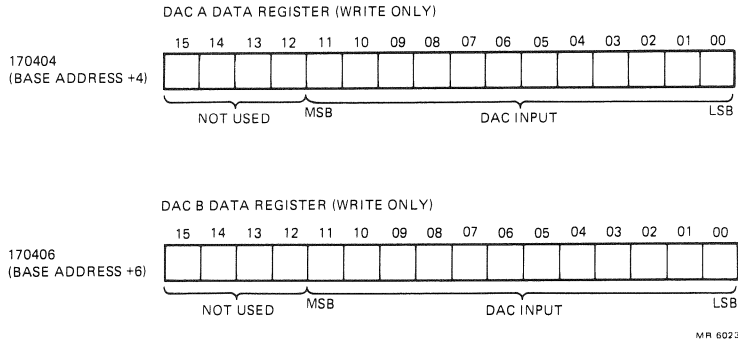 DAC A DATA REGISTER (WRITE ONLY)
15 14 13 12 11 10 09 08 07 06 05 04 03 02 01 00
170404
(BASE ADDRESS +4)
NOT USED MSB DAC INPUT LSB
DAC B DATA REGISTER (WRITE ONLY)
15 14 13 12 11 10 09 08 07 06 05 04 03 02 01 00
170406
(BASE ADDRESS +6)
NOT USED MSB DAC INPUT LSB
MR 6023